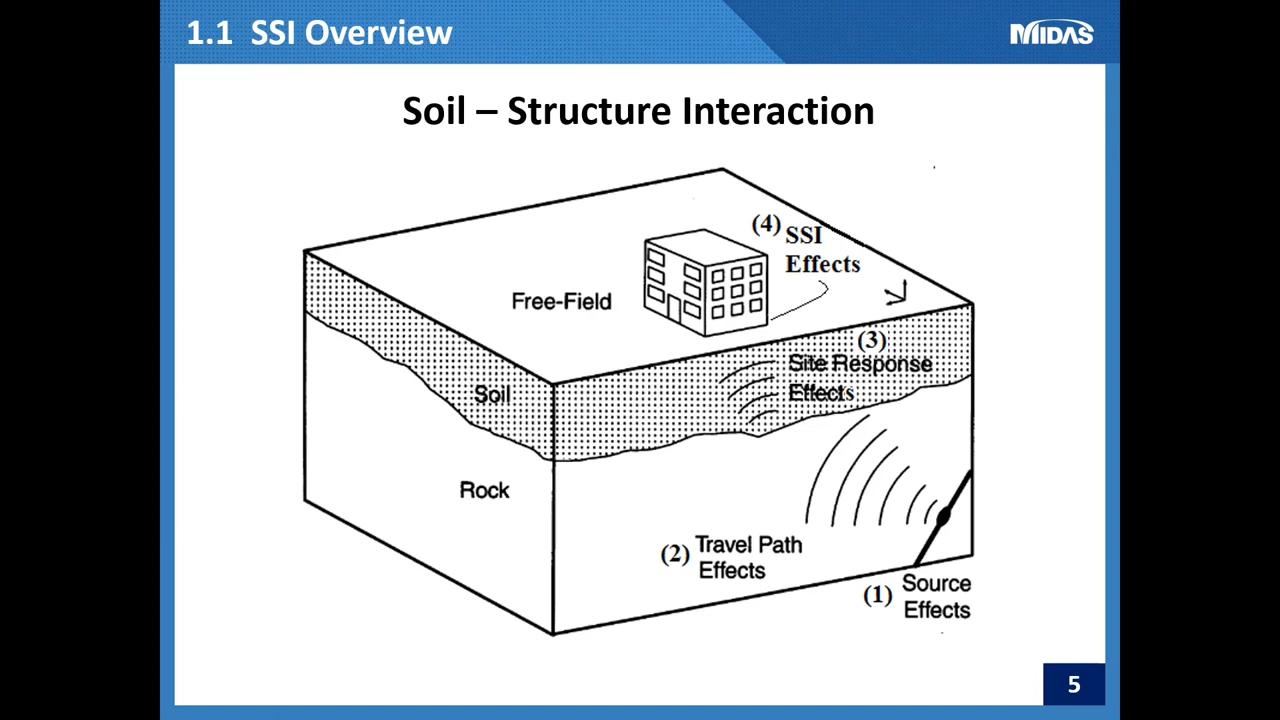 1.1 SSI Overview
MIDAS
Soil – Structure Interaction
(4) SSI
Effects
Free-Field
(3)
Site Response
Effects
Soil
Rock
(2) Travel Path
Effects
(1) Source
Effects
5